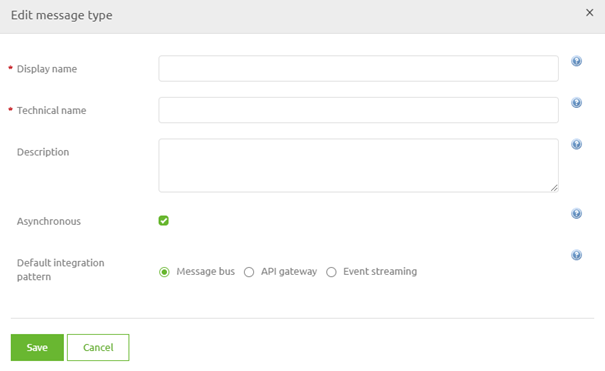 Edit message type ×
* Display name
* Technical name
Description
Asynchronous
Default integration
pattern
Message bus API gateway Event streaming
Save Cancel